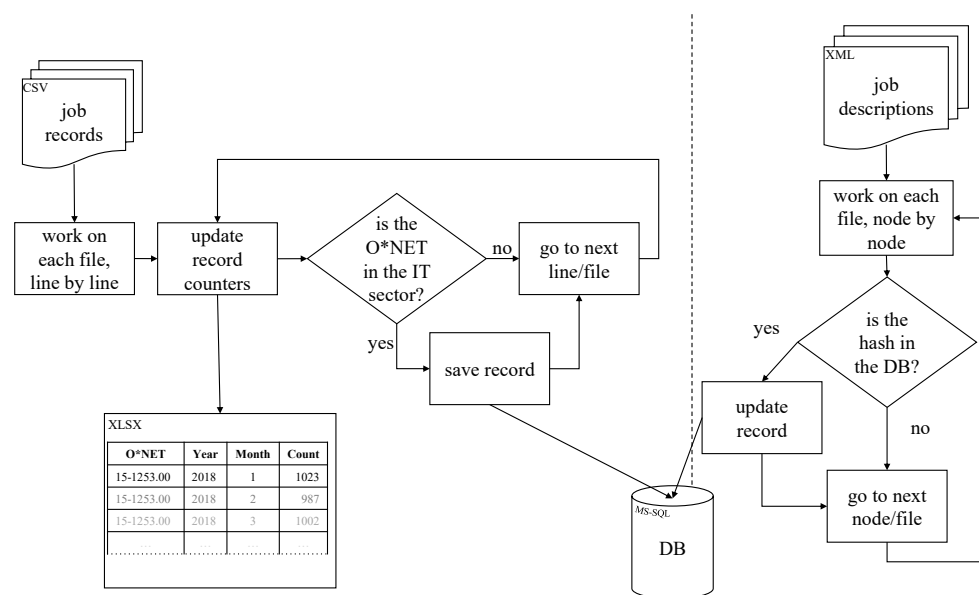 CSV
job
records
work on
each file,
line by line
update
record
counters
is the
O*NET
in the IT
sector?
no
go to next
line/file
yes
save record
XLSX
O*NET Year Month Count
15-1253.00 2018 1 1023
15-1253.00 2018 2 987
15-1253.00 2018 3 1002
... ... ... ...
MS-SQL
DB
XML
job
descriptions
work on each
file, node by
node
yes
is the
hash in
the DB?
update
record
no
go to next
node/file